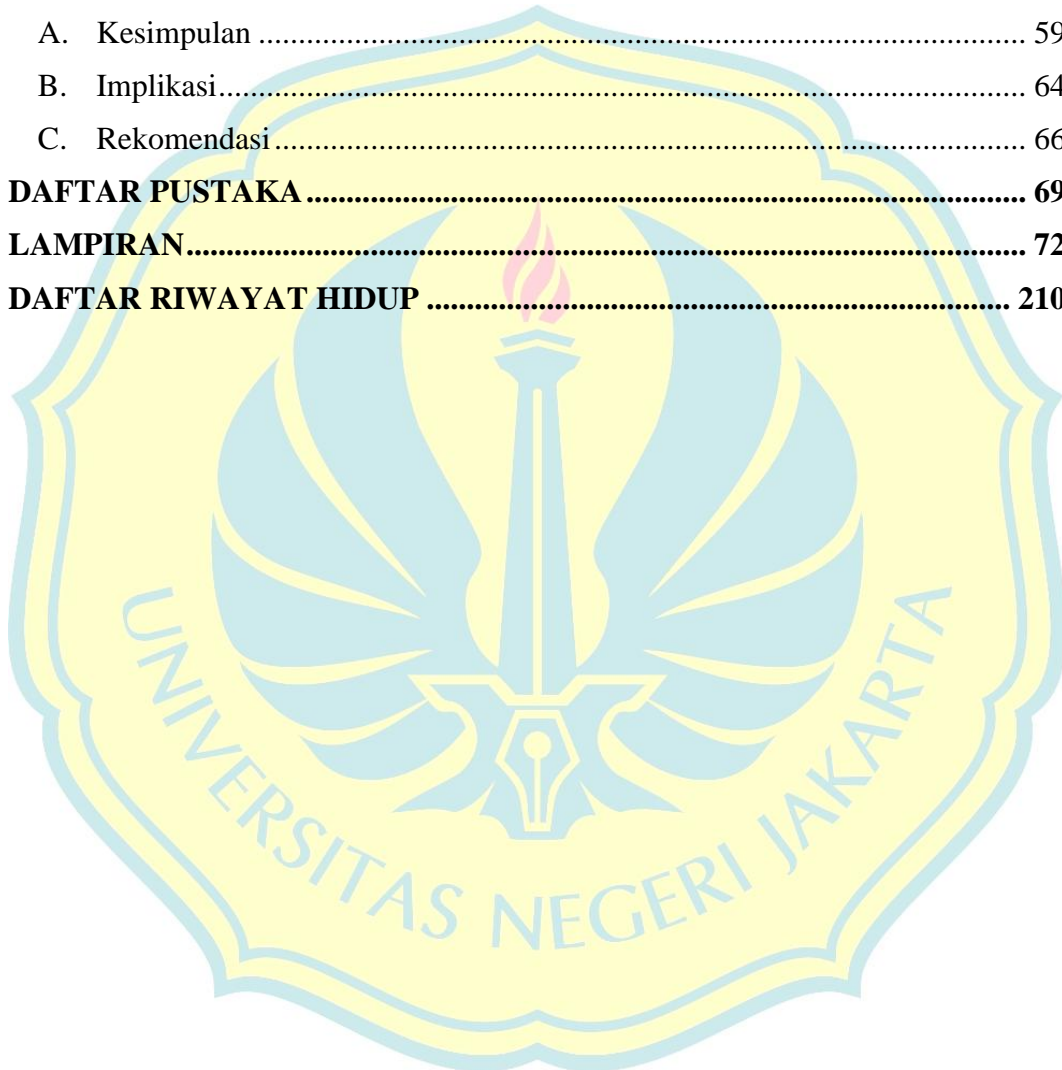 A. Kesimpulan ................................................................................................. 59
B. Implikasi...................................................................................................... 64
C. Rekomendasi ............................................................................................... 66
DAFTAR PUSTAKA ........................................................................................... 69
LAMPIRAN.......................................................................................................... 72
DAFTAR RIWAYAT HIDUP .......................................................................... 210
UNIVERSITAS NEGERI JAKARTA